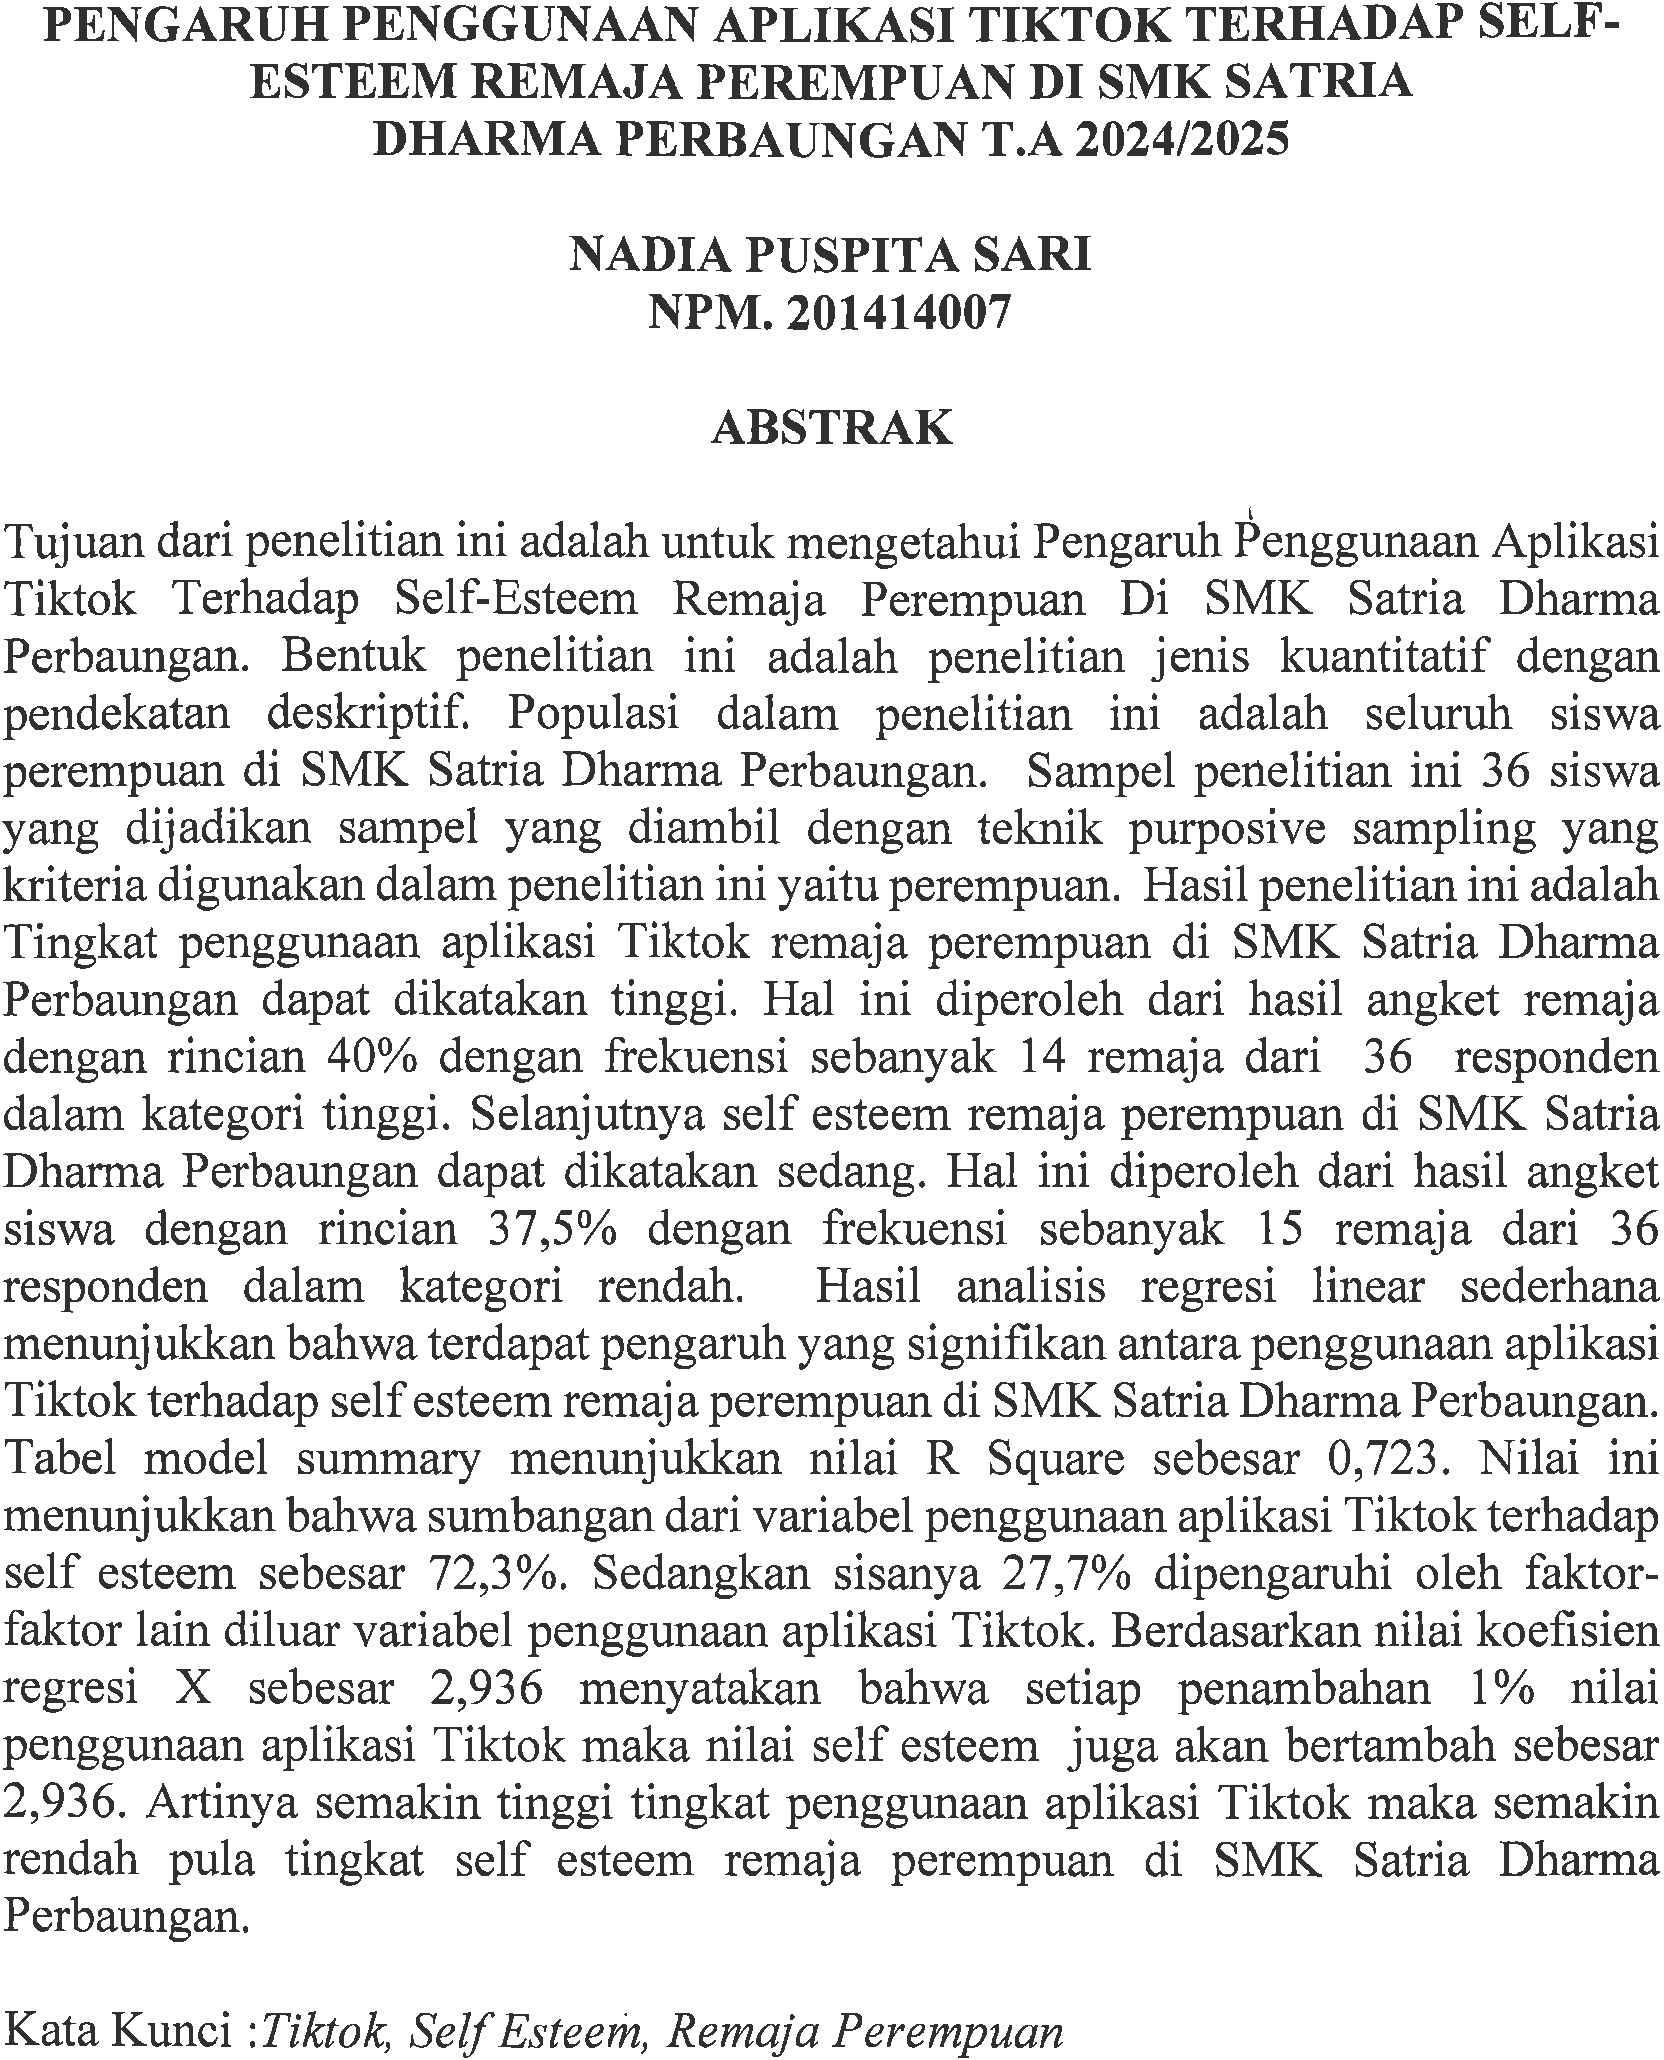 PENGARUH PENGGUNAAN APLIKASI TIKTOK TERHADAP SELF-
ESTEEM REMAJA PEREMPUAN DI SMK SATRIA
DHARMA PERBAUNGAN T.A 2024/2025
NADIA PUSPITA SARI
NPM. 201414007
ABSTRAK
Tujuan dari penelitian ini adalah untuk mengetahui Pengaruh Penggunaan Aplikasi
Tiktok Terhadap Self-Esteem Remaja Perempuan Di SMK Satria Dharma
Perbaungan. Bentuk penelitian ini adalah penelitian jenis kuantitatif dengan
pendekatan deskriptif. Populasi dalam penelitian ini adalah seluruh siswa
perempuan di SMK Satria Dharma Perbaungan. Sampel penelitian ini 36 siswa
yang dijadikan sampel yang diambil dengan teknik purposive sampling yang
kriteria digunakan dalam penelitian ini yaitu perempuan. Hasil penelitian ini adalah
Tingkat penggunaan aplikasi Tiktok remaja perempuan di SMK Satria Dharma
Perbaungan dapat dikatakan tinggi. Hal ini diperoleh dari hasil angket remaja
dengan rincian 40% dengan frekuensi sebanyak 14 remaja dari 36 responden
dalam kategori tinggi. Selanjutnya self esteem remaja perempuan di SMK Satria
Dharma Perbaungan dapat dikatakan sedang. Hal ini diperoleh dari hasil angket
siswa dengan rincian 37,5% dengan frekuensi sebanyak 15 remaja dari 36
responden dalam kategori rendah. Hasil analisis regresi linear sederhana
menunjukkan bahwa terdapat pengaruh yang signifikan antara penggunaan aplikasi
Tiktok terhadap self esteem remaja perempuan di SMK Satria Dharma Perbaungan.
Tabel model summary menunjukkan nilai R Square sebesar 0,723. Nilai ini
menunjukkan bahwa sumbangan dari variabel penggunaan aplikasi Tiktok terhadap
self esteem sebesar 72,3%. Sedangkan sisanya 27,7% dipengaruhi oleh faktor-
faktor lain diluar variabel penggunaan aplikasi Tiktok. Berdasarkan nilai koefisien
regresi X sebesar 2,936 menyatakan bahwa setiap penambahan 1% nilai
penggunaan aplikasi Tiktok maka nilai self esteem juga akan bertambah sebesar
2,936. Artinya semakin tinggi tingkat penggunaan aplikasi Tiktok maka semakin
rendah pula tingkat self esteem remaja perempuan di SMK Satria Dharma
Perbaungan.
Kata Kunci :Tiktok, Self Esteem, Remaja Perempuan